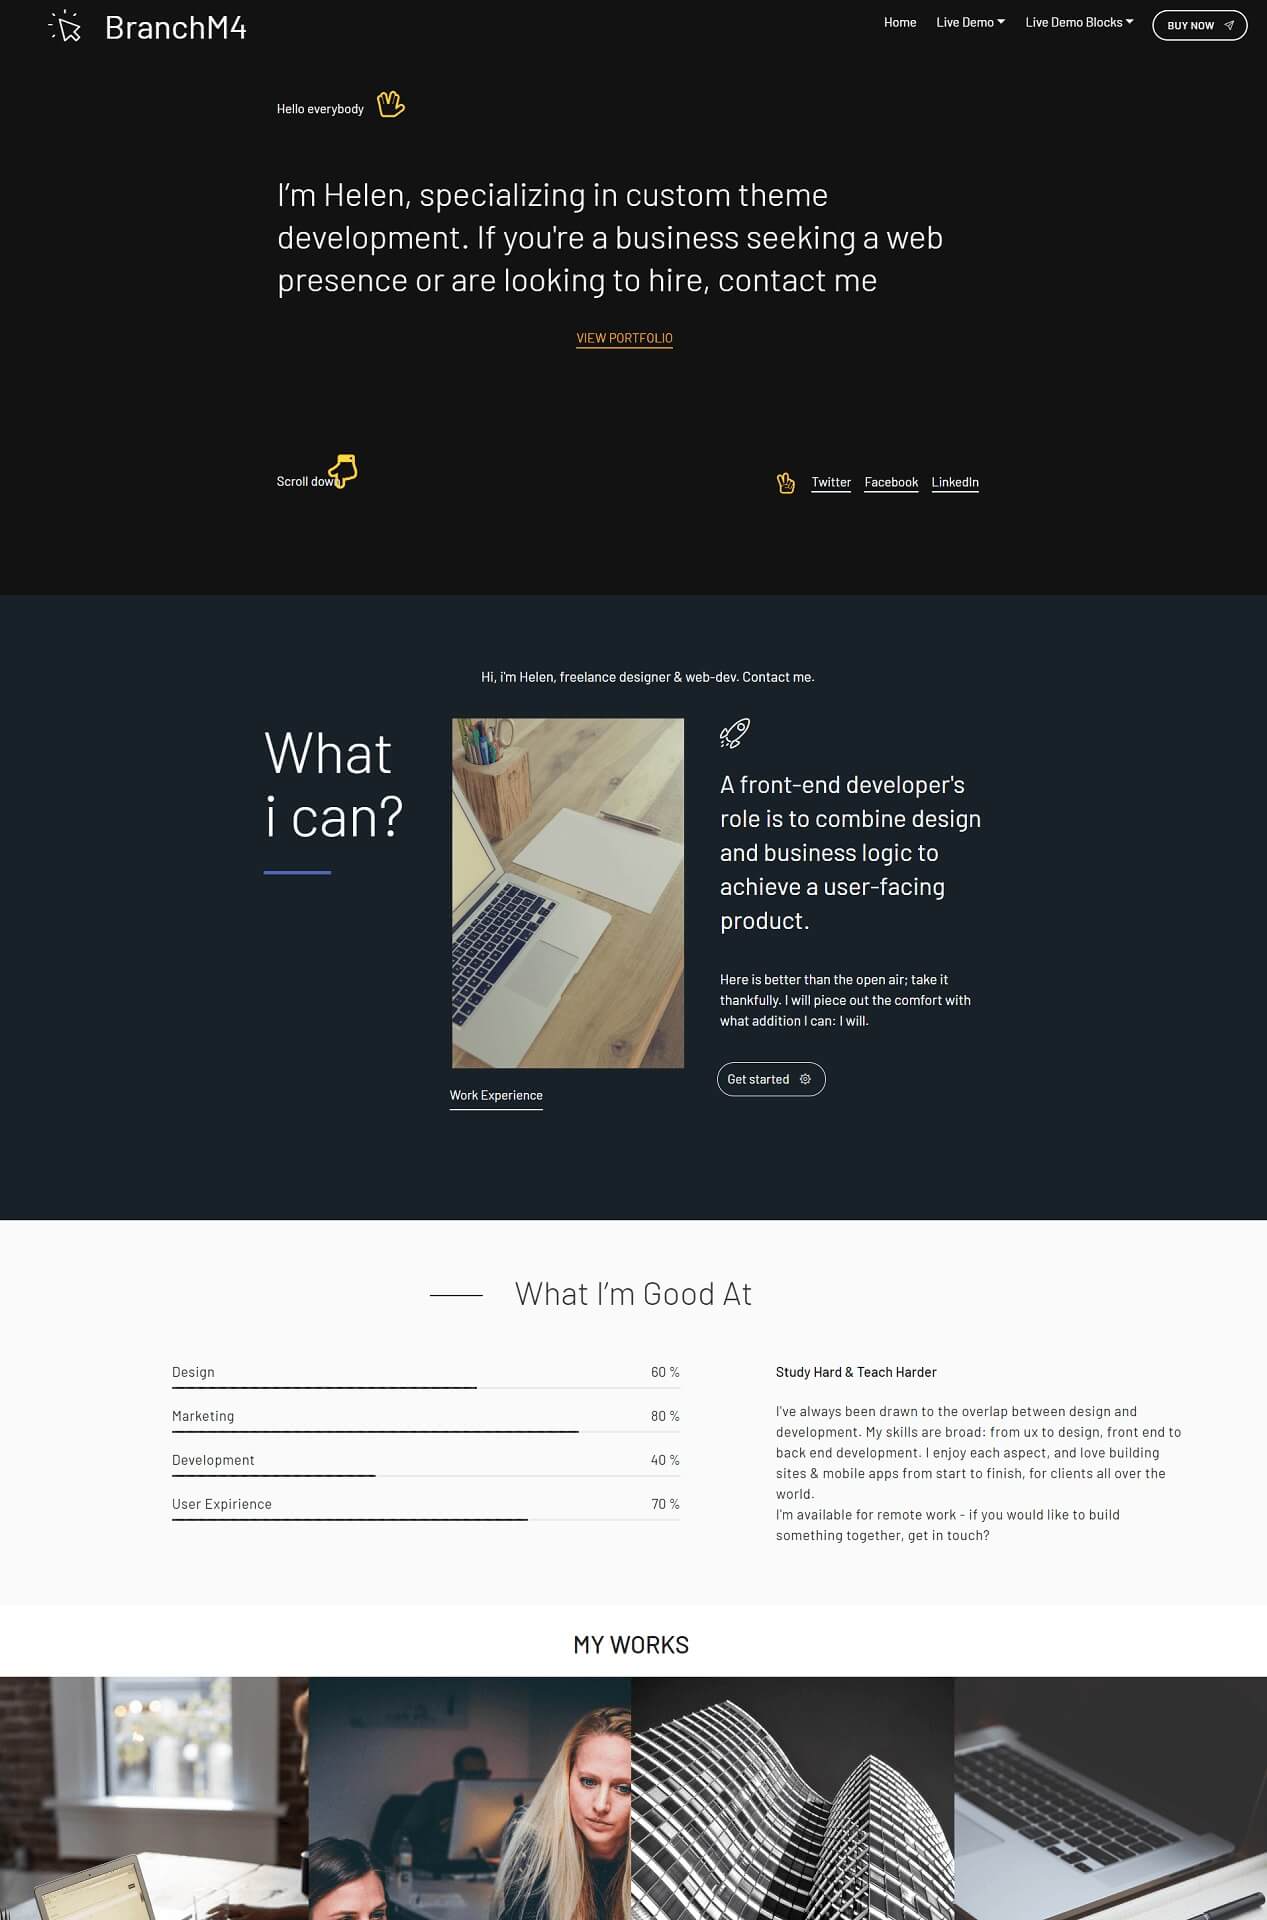 BranchM4
Home Live Demo Live Demo Blocks BUY NOW
Hello everybody
I’m Helen, specializing in custom theme
development. If you're a business seeking a web
presence or are looking to hire, contact me
VIEW PORTFOLIO
Scroll down
Twitter Facebook LinkedIn
Hi, i'm Helen, freelance designer & web-dev. Contact me.
What
i can?
Work Experience
A front-end developer's
role is to combine design
and business logic to
achieve a user-facing
product.
Here is better than the open air; take it
thankfully. I will piece out the comfort with
what addition I can: I will.
Get started
What I’m Good At
Design 60 %
Marketing 80 %
Development 40 %
User Expirience 70 %
Study Hard & Teach Harder
I've always been drawn to the overlap between design and
development. My skills are broad: from ux to design, front end to
back end development. I enjoy each aspect, and love building
sites & mobile apps from start to finish, for clients all over the
world.
I'm available for remote work - if you would like to build
something together, get in touch?
MY WORKS